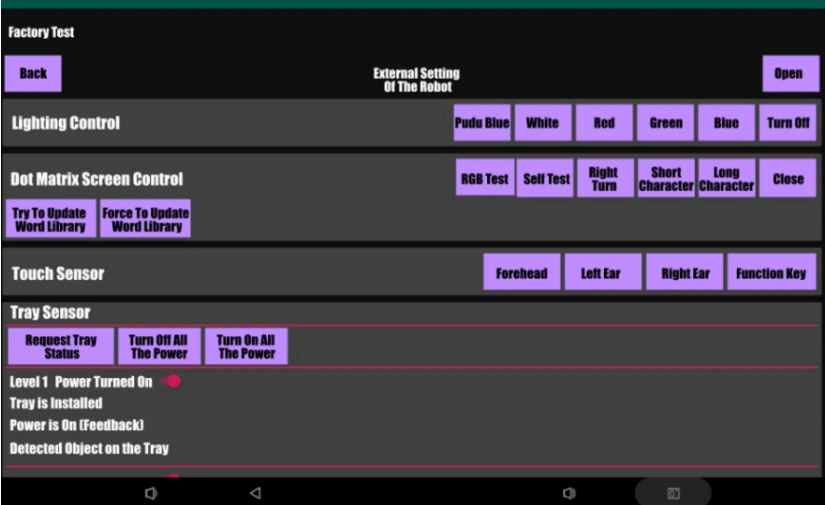 Factory Test
Back
External Setting
Of The Robot
Open
Lighting Control
Pudu Blue
White
Red
Green
Blue
Turn Off
Dot Matrix Screen Control
RGB Test
Self Test
Right
Turn
Short
Character
Long
Character
Close
Try To Update
Word Library
Force To Update
Word Library
Touch Sensor
Forehead
Left Ear
Right Ear
Function Key
Tray Sensor
Request Tray
Status
Turn Off All
The Power
Turn On All
The Power
Level 1 Power Turned On
Tray is Installed
Power is On (Feedback)
Detected Object on the Tray